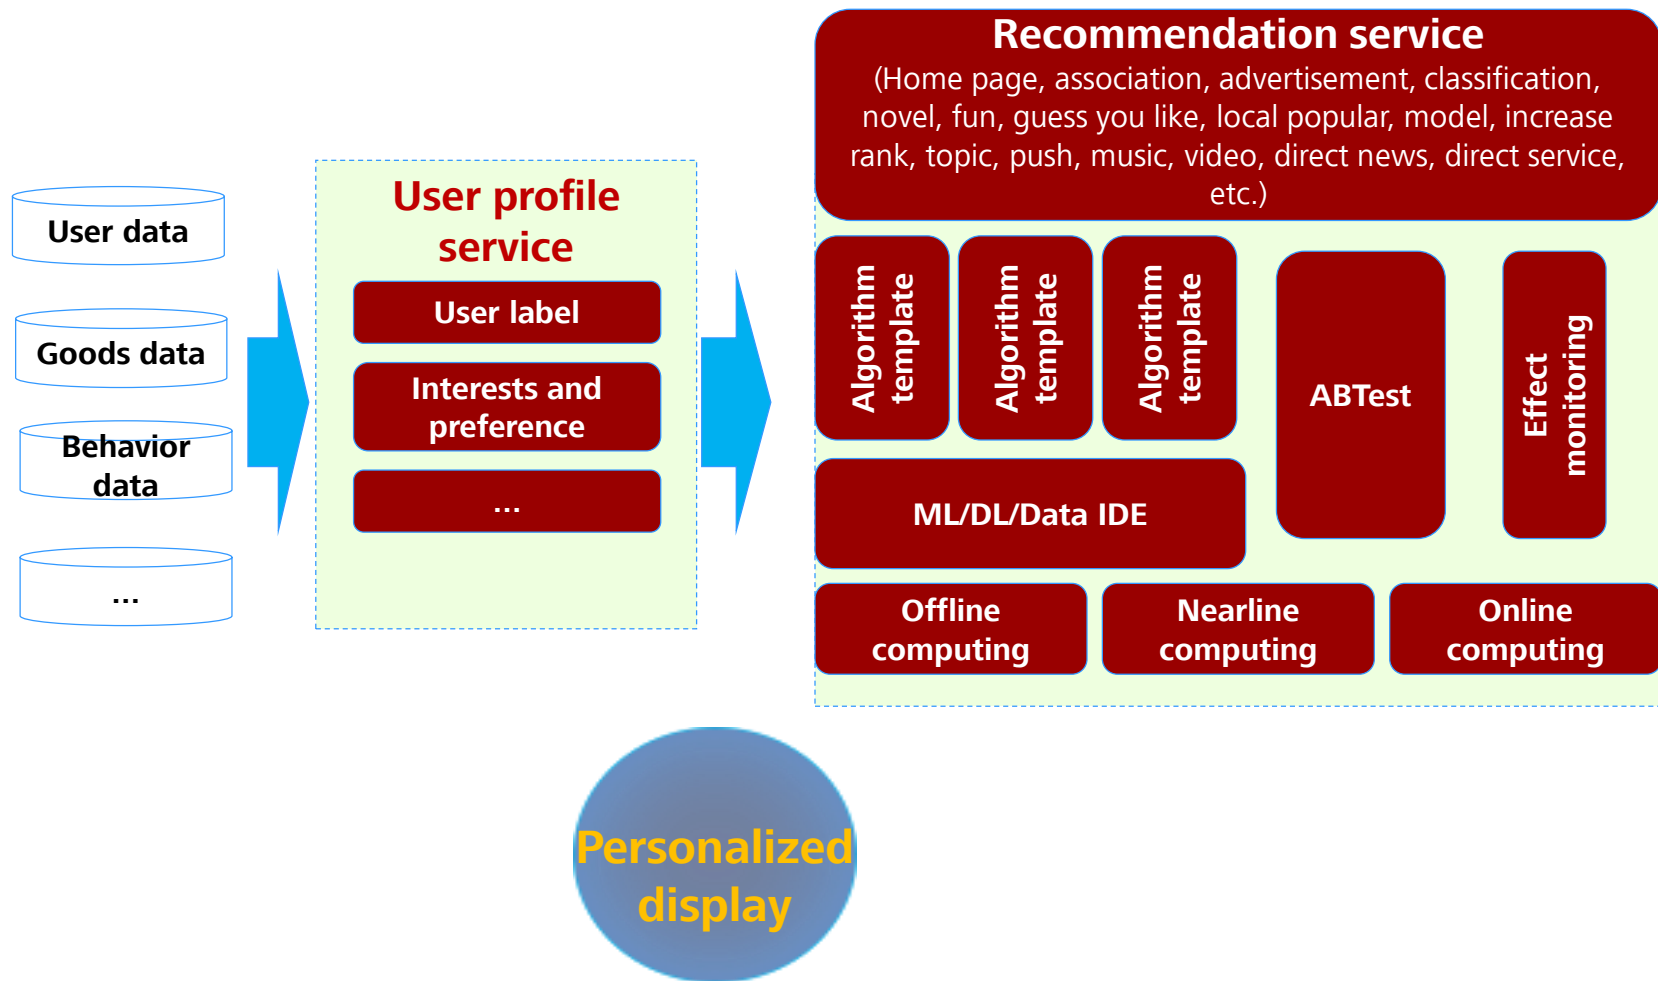 User data
Goods data
Behavior
data
...
User profile
service
User label
Interests and
preference
...
Recommendation service
(Home page, association, advertisement, classification,
novel, fun, guess you like, local popular, model, increase
rank, topic, push, music, video, direct news, direct service,
etc.)
Algorithm
template
Algorithm
template
Algorithm
template
ABTest
Effect
monitoring
ML/DL/Data IDE
Offline
computing
Nearline
computing
Online
computing
Personalized
display